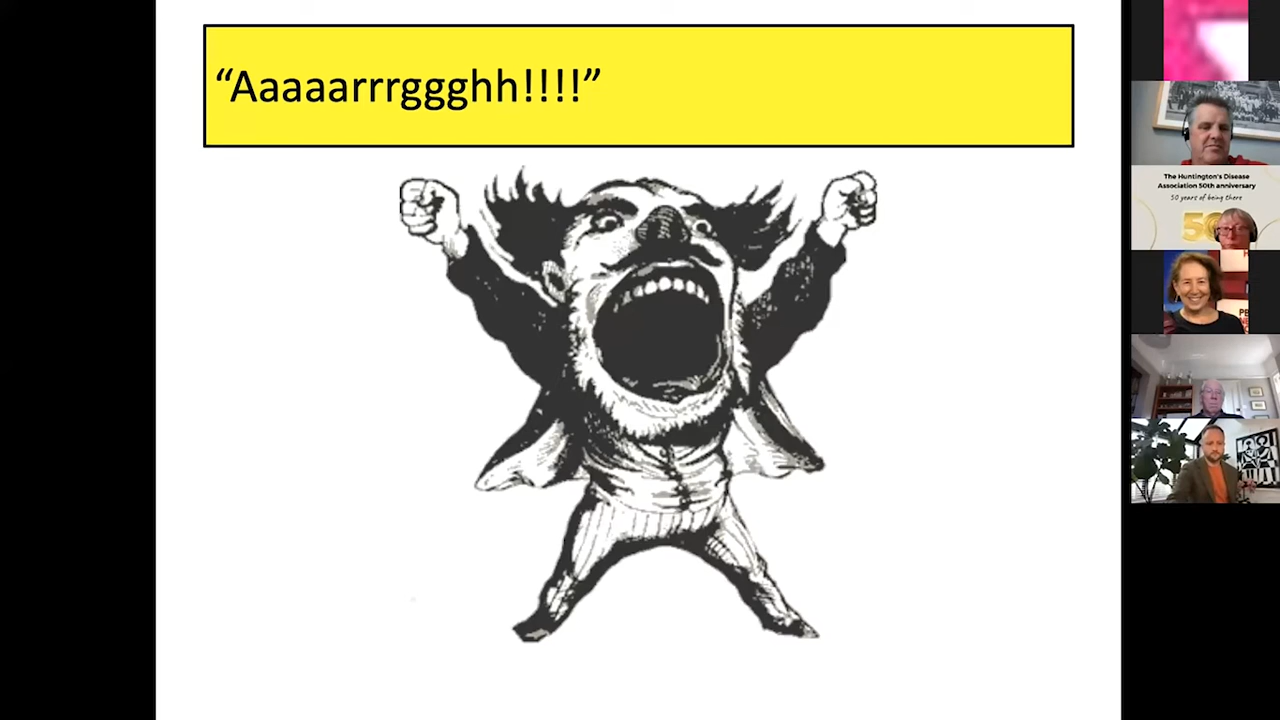 “Aaaaarrrggghh!!!!”
The Huntington's Disease
Association 50th anniversary
50 years of being there